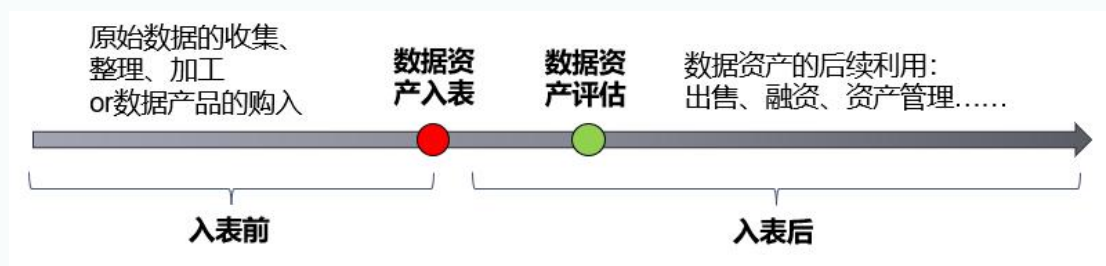 原始数据的收集、
整理、加工
or数据产品的购入
数据资
产入表
数据资
产评估
数据资产的后续利用：
出售、融资、资产管理……
入表前
入表后